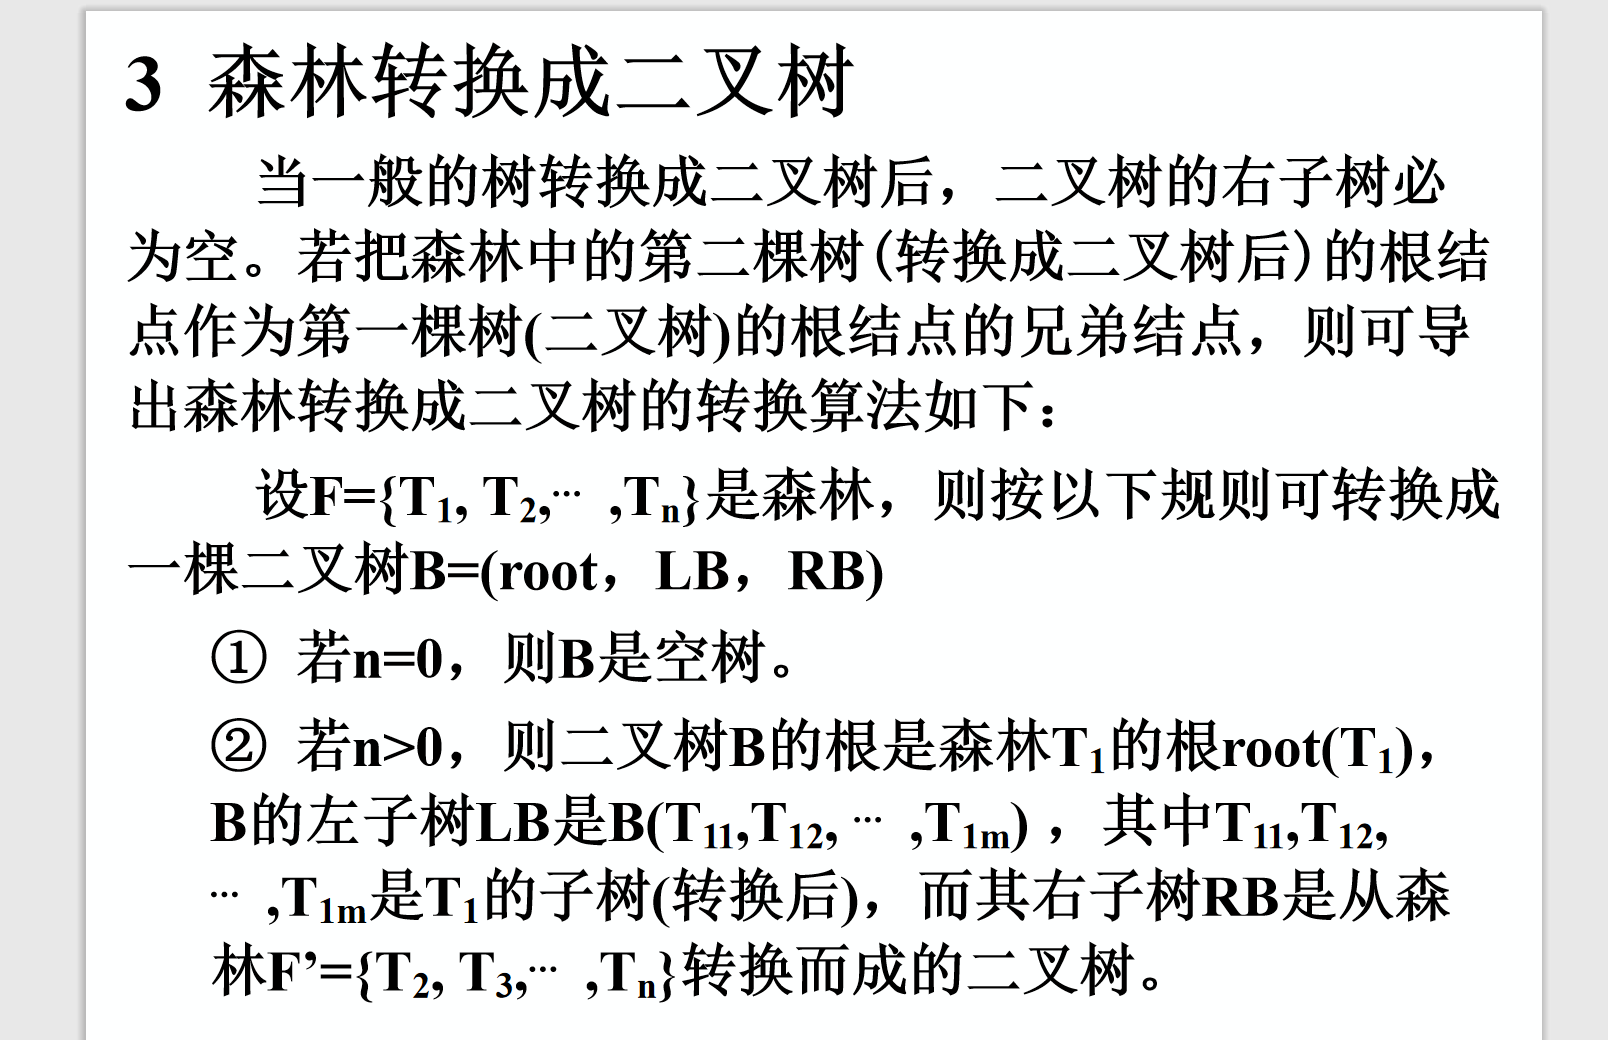 3 森林转换成二叉树
当一般的树转换成二叉树后，二叉树的右子树必
为空。若把森林中的第二棵树(转换成二叉树后)的根结
点作为第一棵树(二叉树)的根结点的兄弟结点，则可导
出森林转换成二叉树的转换算法如下：
设F={T₁, T₂,⋯ ,Tₙ}是森林，则按以下规则可转换成
一棵二叉树B=(root，LB，RB)
① 若n=0，则B是空树。
② 若n>0，则二叉树B的根是森林T₁的根root(T₁)，
B的左子树LB是B(T₁₁,T₁₂, ⋯ ,T₁ₘ) ，其中T₁₁,T₁₂,
⋯ ,T₁ₘ是T₁的子树(转换后)，而其右子树RB是从森
林F’={T₂, T₃,⋯ ,Tₙ}转换而成的二叉树。